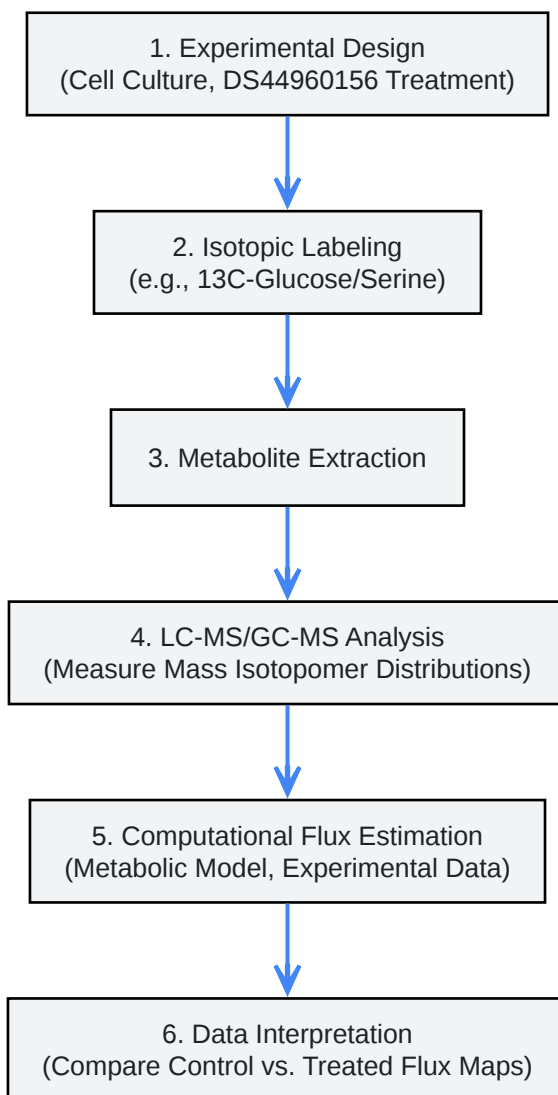 1. Experimental Design
(Cell Culture, DS44960156 Treatment)
2. Isotopic Labeling
(e.g., 13C-Glucose/Serine)
3. Metabolite Extraction
4. LC-MS/GC-MS Analysis
(Measure Mass Isotopomer Distributions)
5. Computational Flux Estimation
(Metabolic Model, Experimental Data)
6. Data Interpretation
(Compare Control vs. Treated Flux Maps)